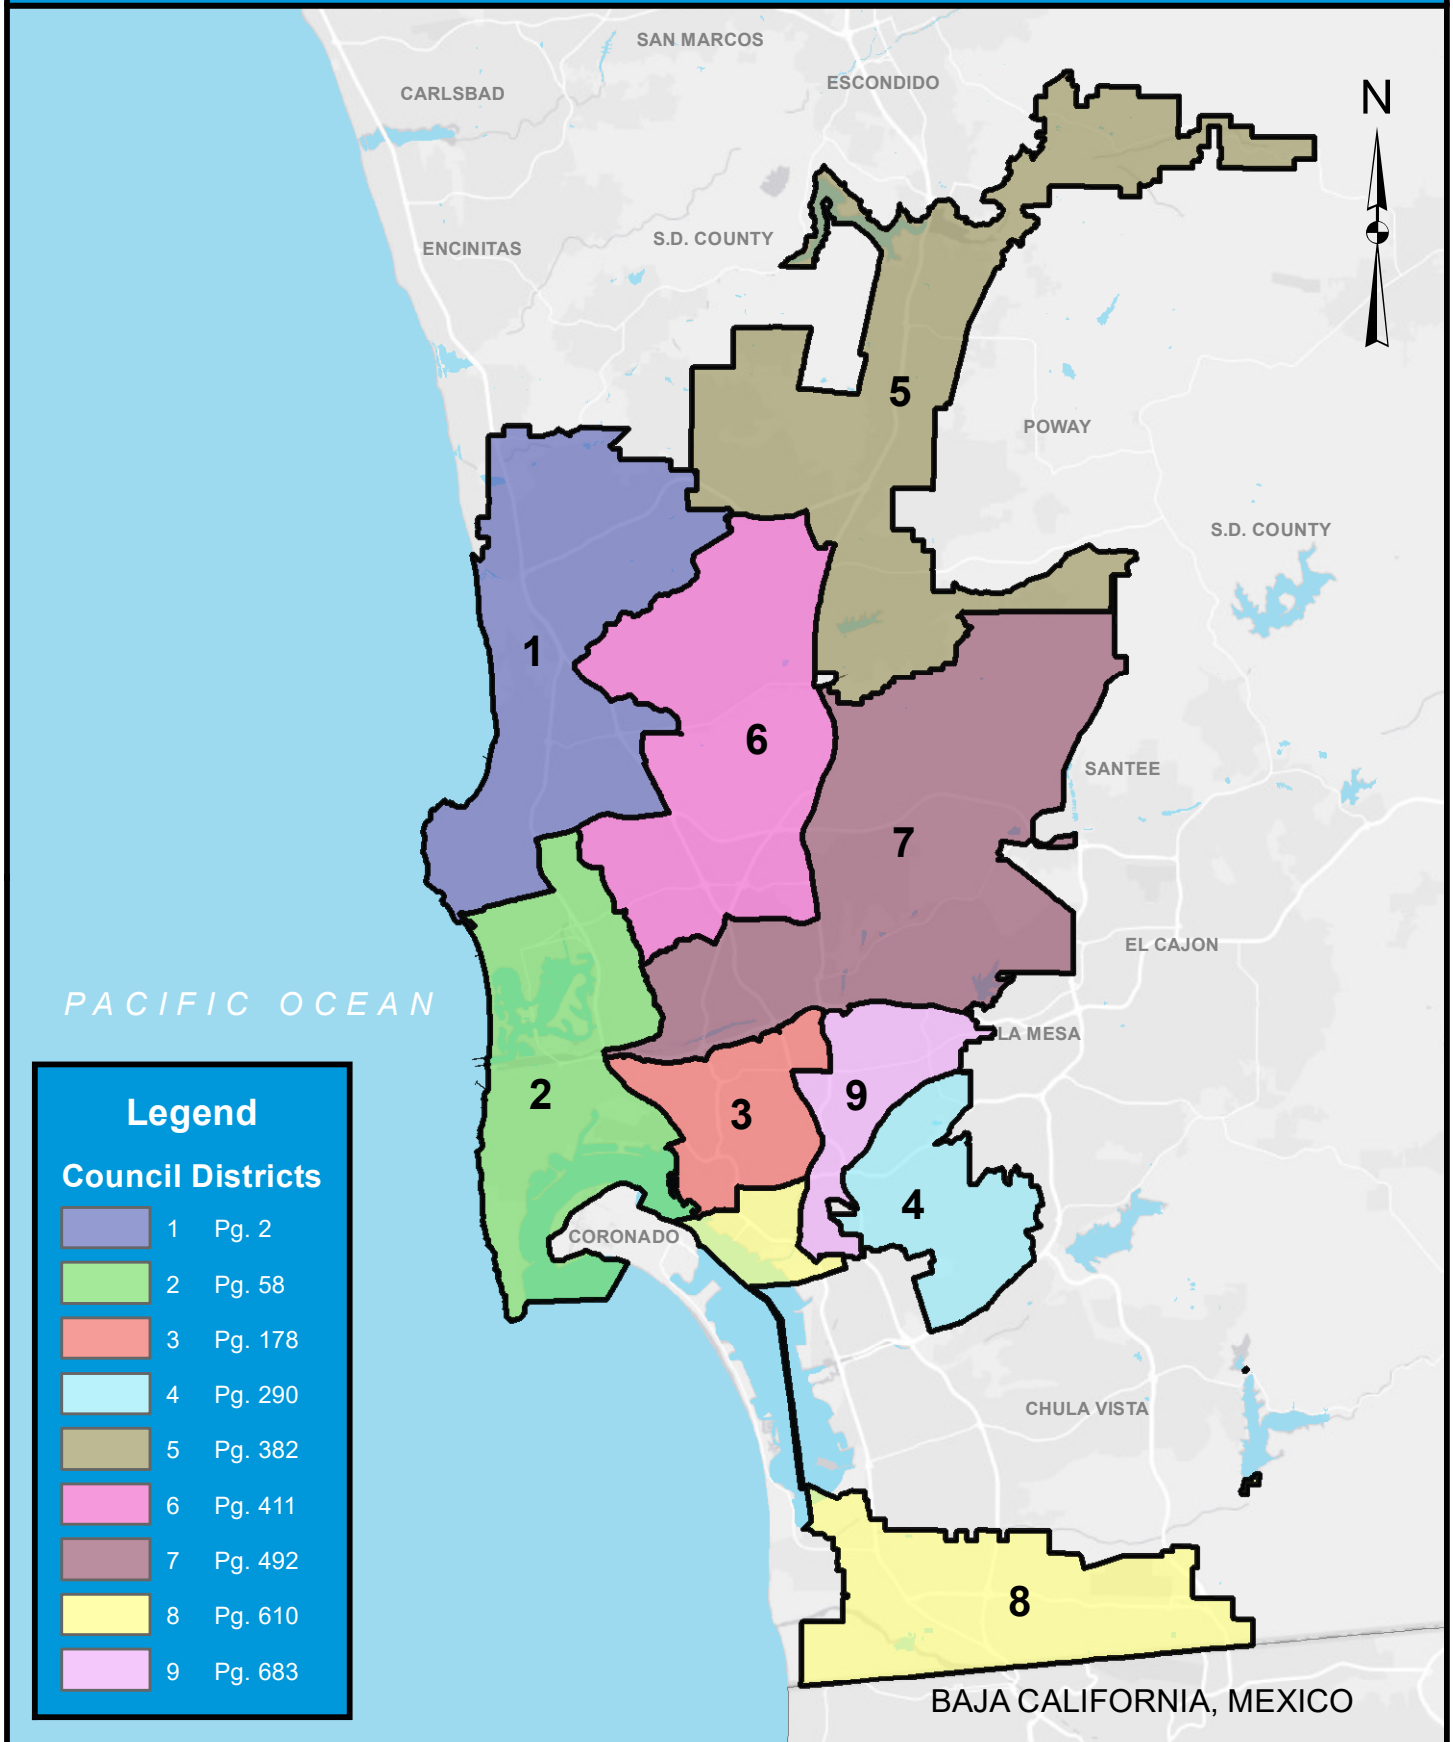 SAN MARCOS
ESCONDIDO
CARLSBAD
N
S.D. COUNTY
ENCINITAS
5
POWAY
S.D. COUNTY
1
6
SANTEE
7
EL CAJON
PACIFIC OCEAN
LA MESA
2
9
3
4
CORONADO
CHULA VISTA
8
BAJA CALIFORNIA, MEXICO
Legend
Council Districts
1 Pg. 2
2 Pg. 58
3 Pg. 178
4 Pg. 290
5 Pg. 382
6 Pg. 411
7 Pg. 492
8 Pg. 610
9 Pg. 683